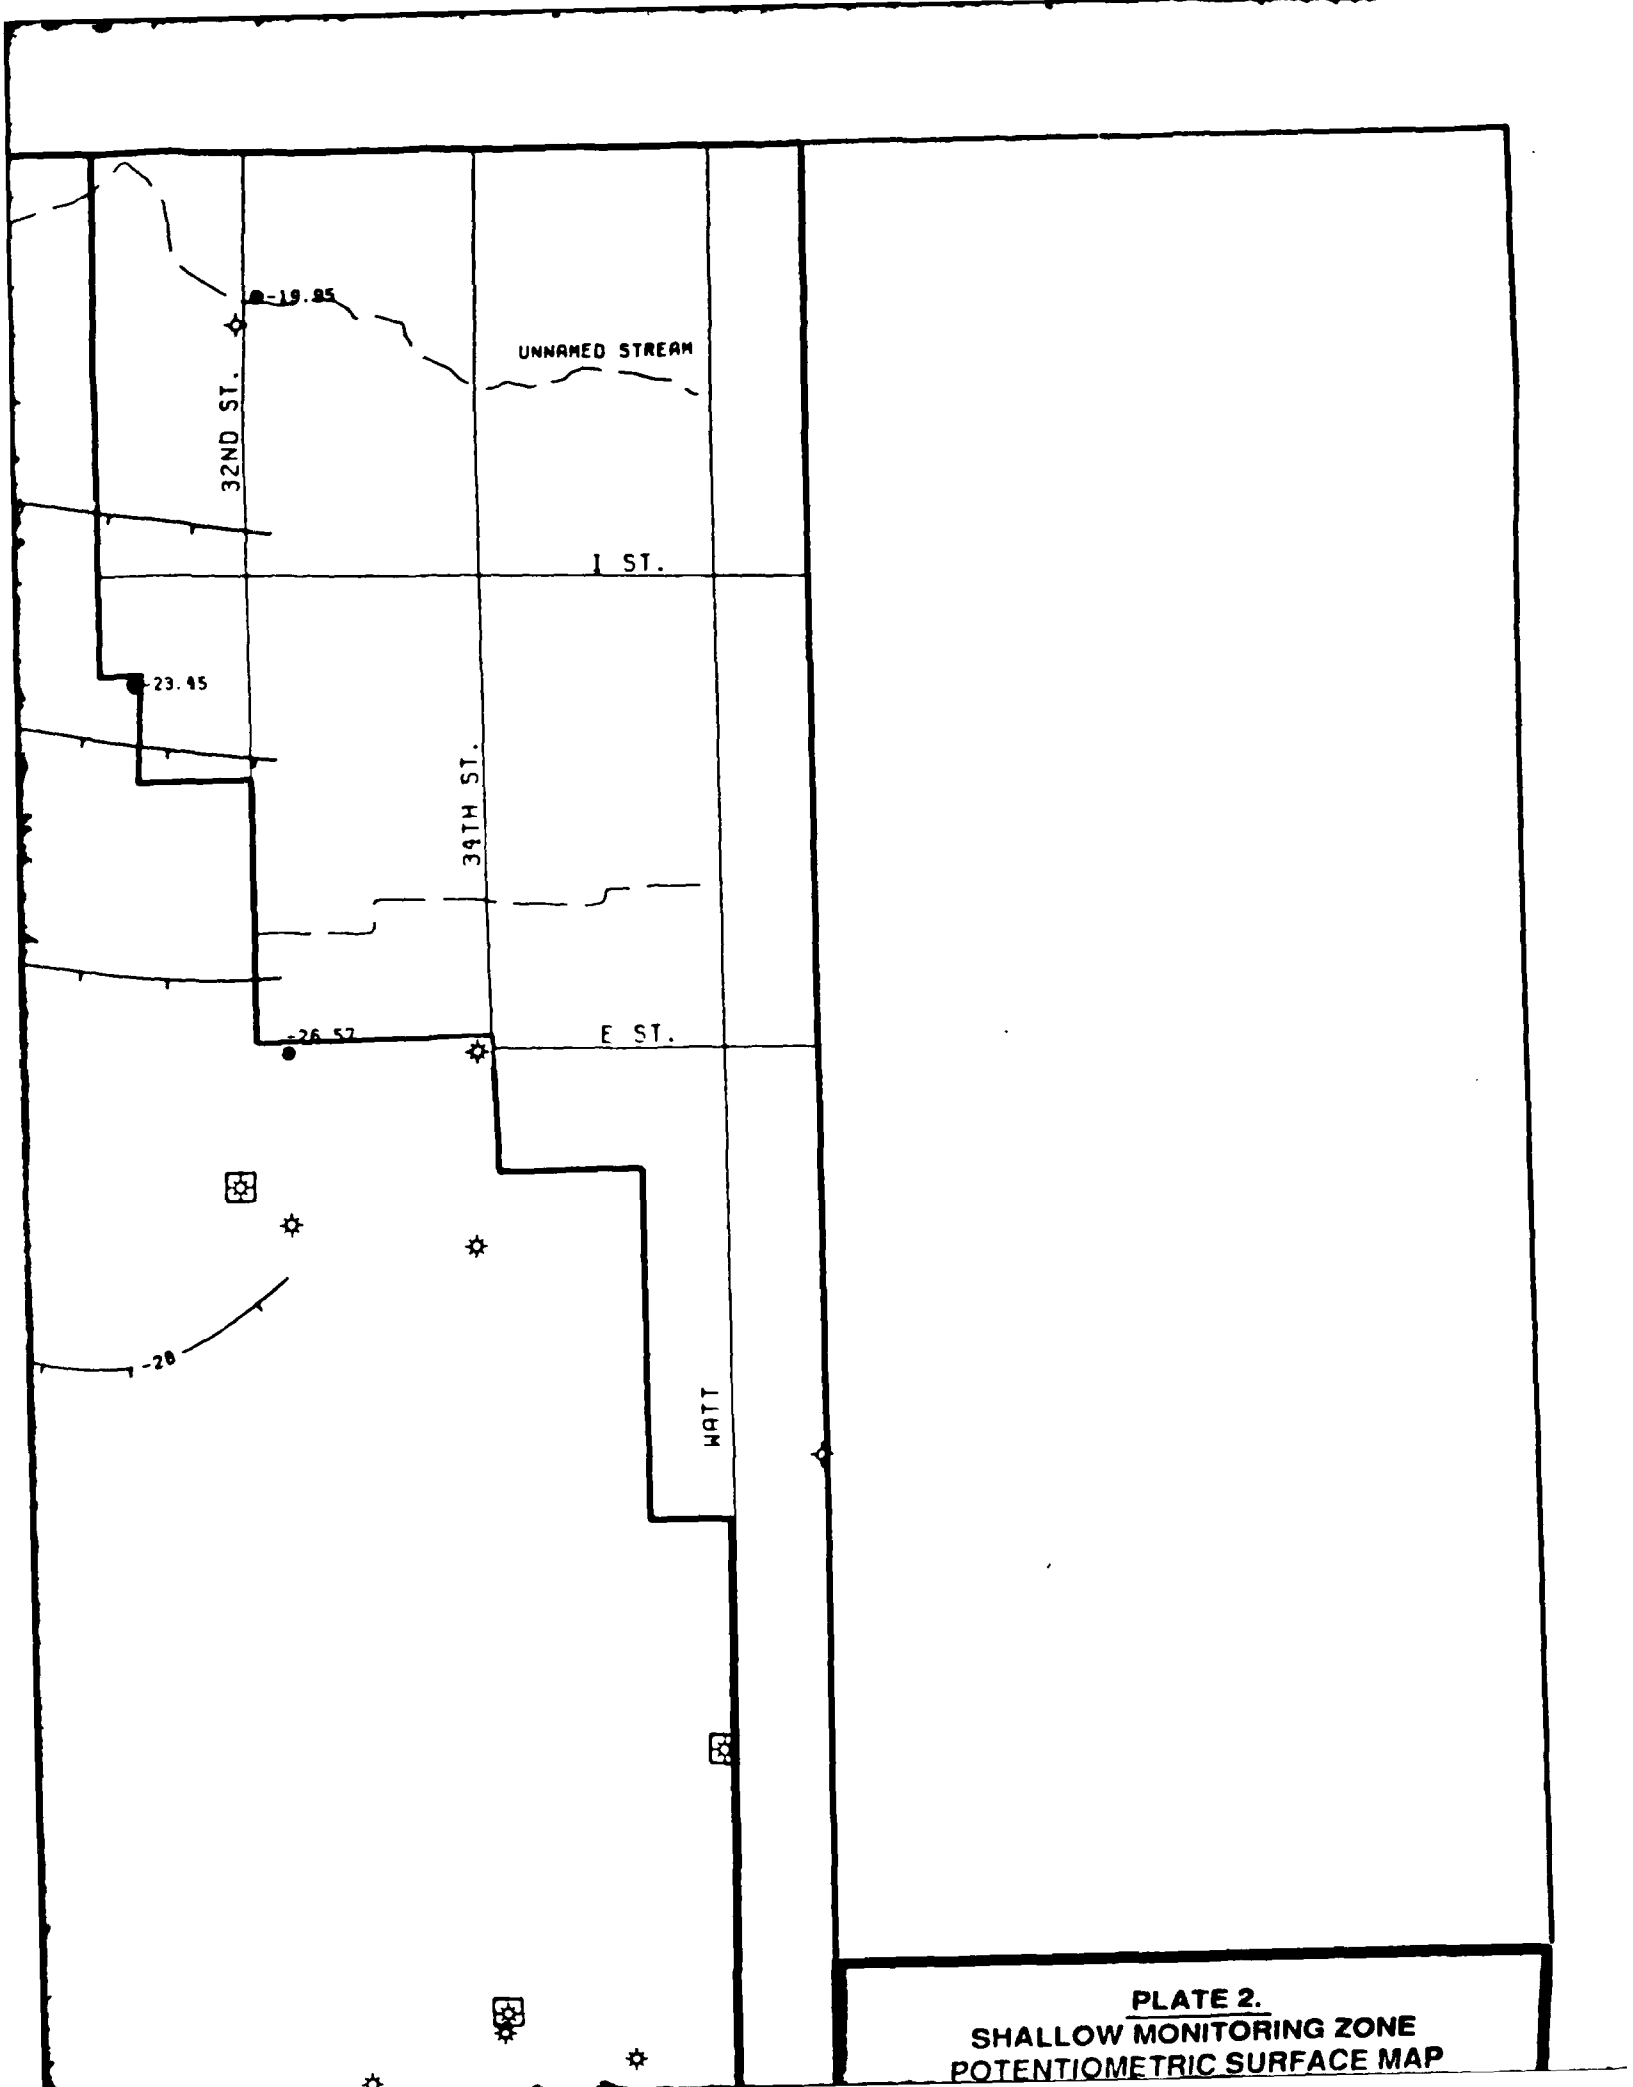 -19.95
UNNAMED STREAM
32ND ST.
I ST.
-23.45
34TH ST.
-26.57
E ST.
-28
WATT
PLATE 2.
SHALLOW MONITORING ZONE
POTENTIOMETRIC SURFACE MAP